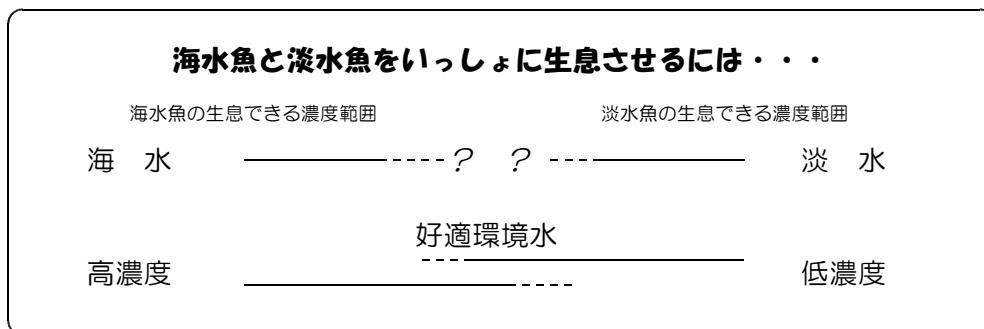 海水魚と淡水魚をいっしょに生息させるには・・・
海水魚の生息できる濃度範囲　淡水魚の生息できる濃度範囲
海　水　？　？　淡　水
好適環境水
高濃度　低濃度